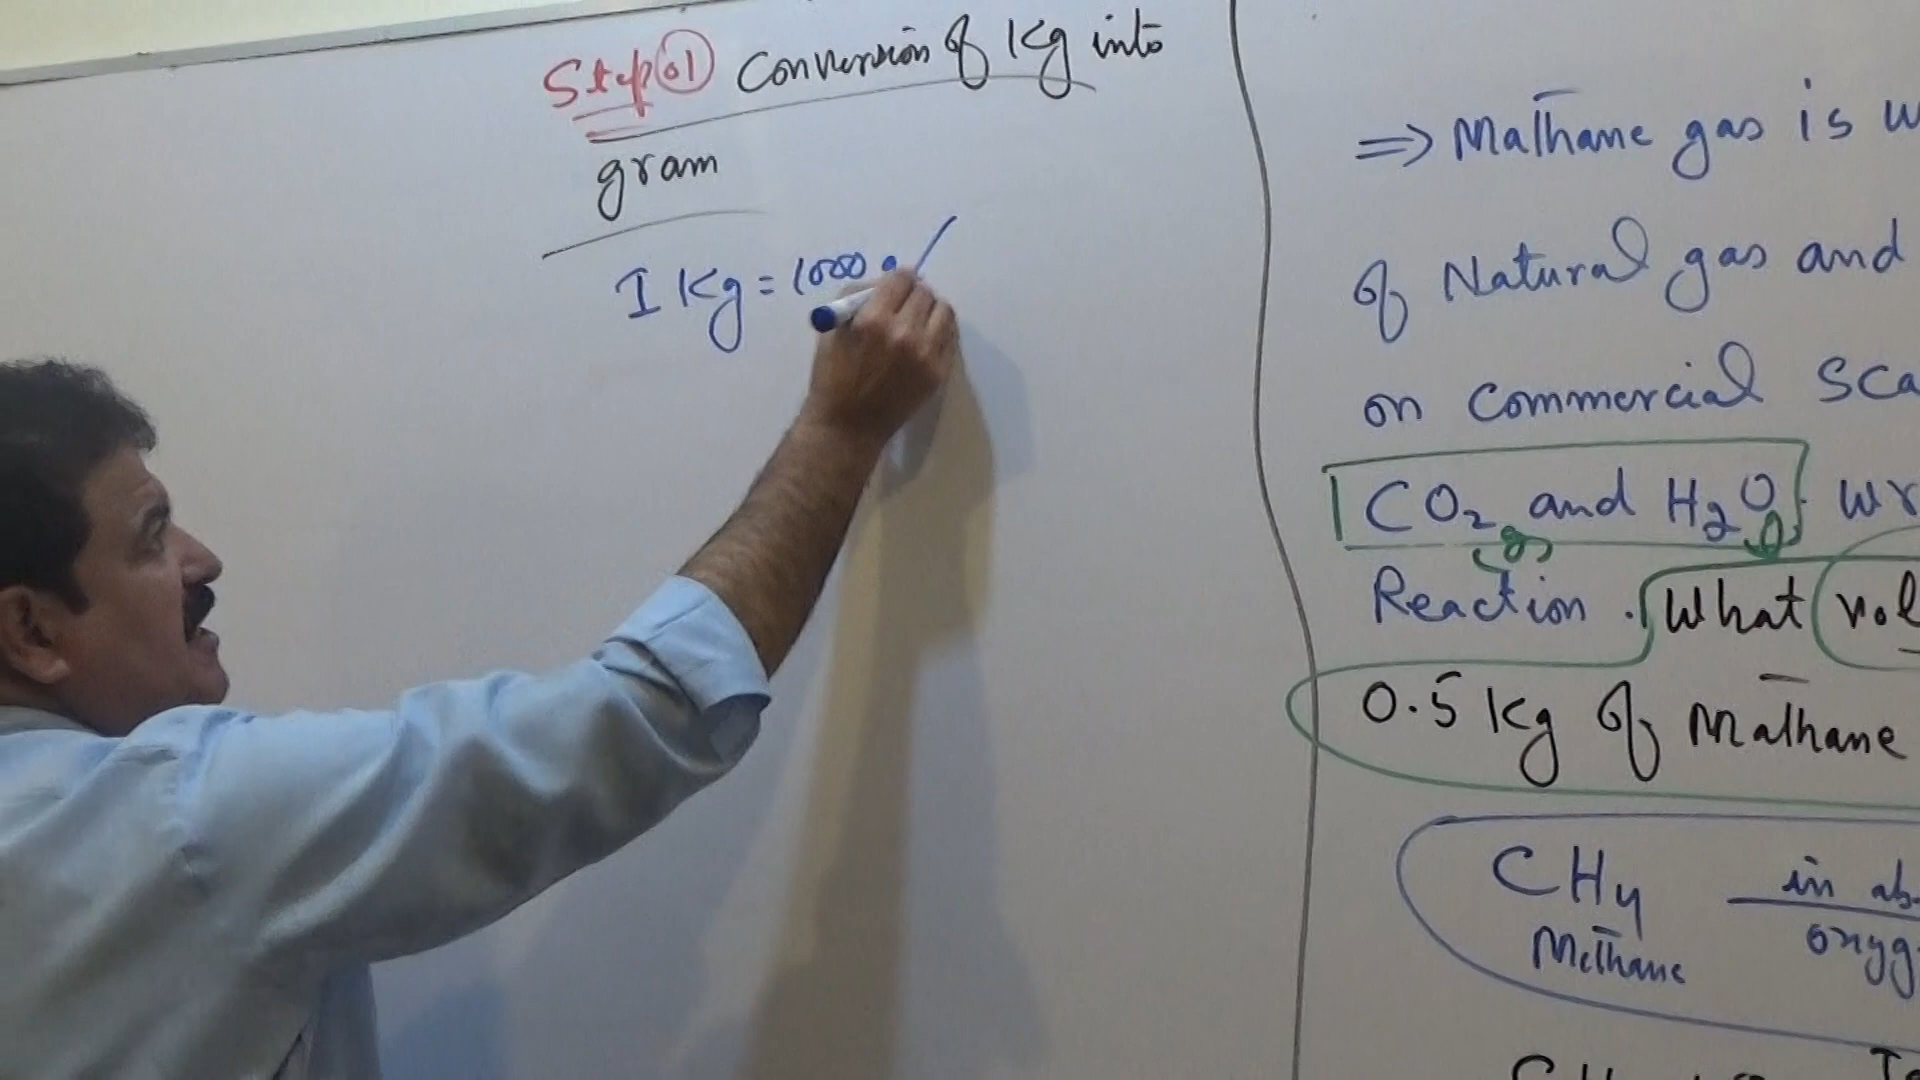 Step 01 Conversion of Kg into
gram
1 Kg = 1000 g
⇒ Mathane gas is
of Natural gas and
on Commercial Sca
CO2 and H2O. Wr
Reaction. What vol
0.5 Kg of Mathane
CH4 in ab
Methane oxyg